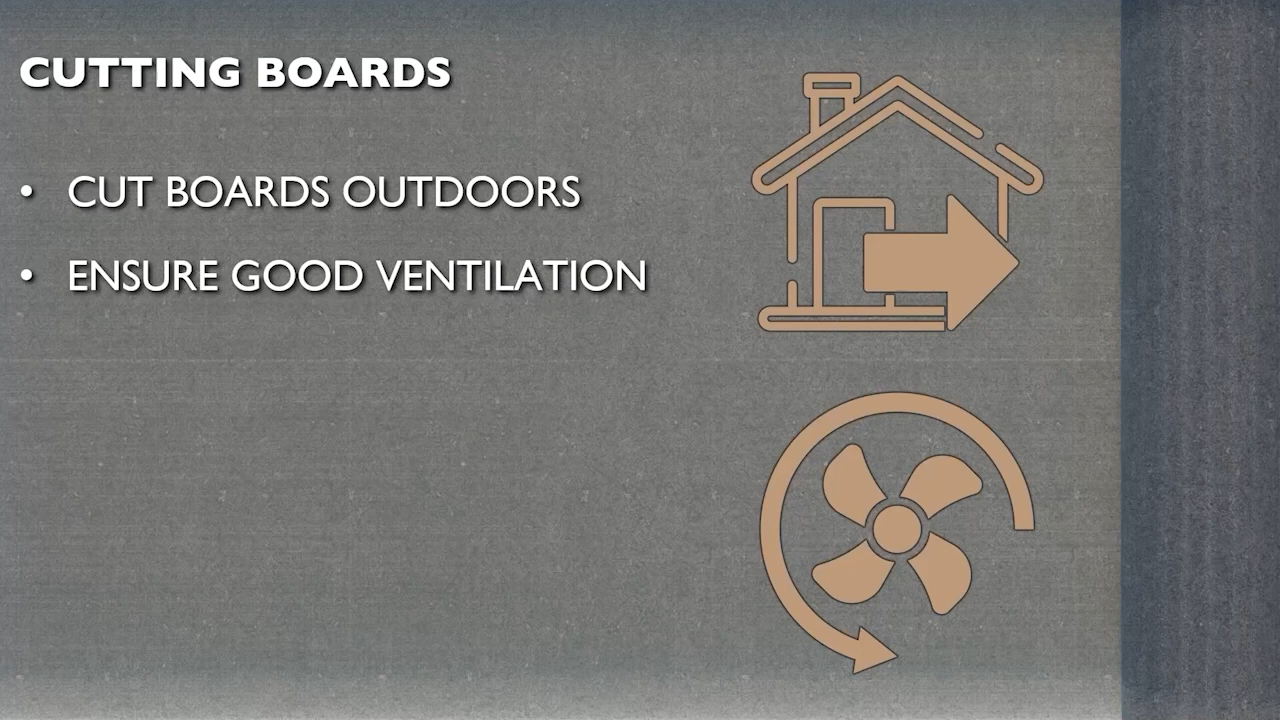 CUTTING BOARDS
• CUT BOARDS OUTDOORS
• ENSURE GOOD VENTILATION